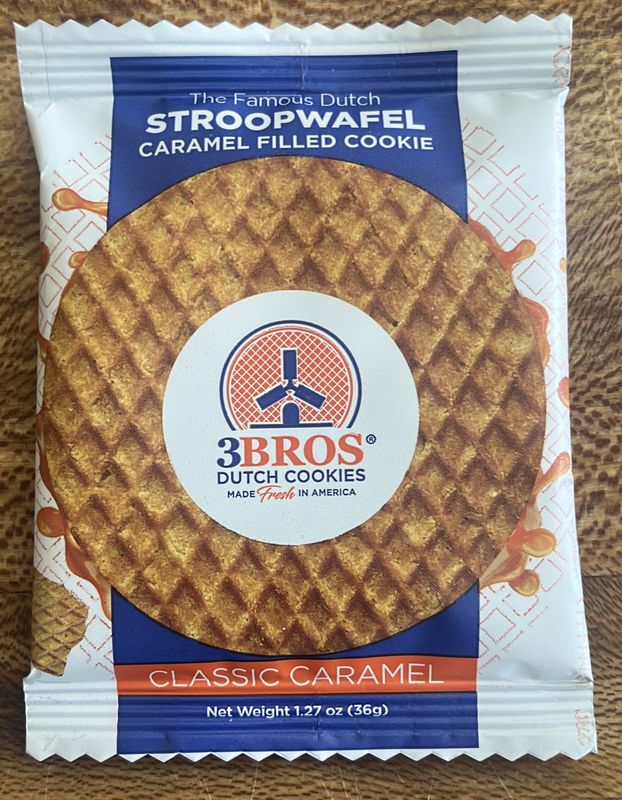 The Famous Dutch
STROOPWAFEL
CARAMEL FILLED COOKIE
3BROS®
DUTCH COOKIES
MADE Fresh IN AMERICA
CLASSIC CARAMEL
Net Weight 1.27 oz (36g)